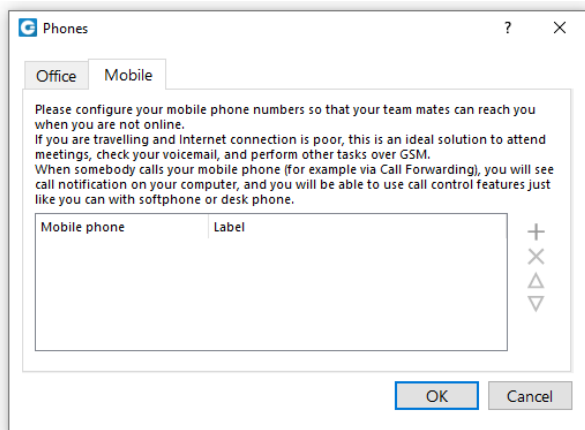 Phones
Office Mobile
Please configure your mobile phone numbers so that your team mates can reach you
when you are not online.
If you are travelling and Internet connection is poor, this is an ideal solution to attend
meetings, check your voicemail, and perform other tasks over GSM.
When somebody calls your mobile phone (for example via Call Forwarding), you will see
call notification on your computer, and you will be able to use call control features just
like you can with softphone or desk phone.
Mobile phone Label
OK Cancel